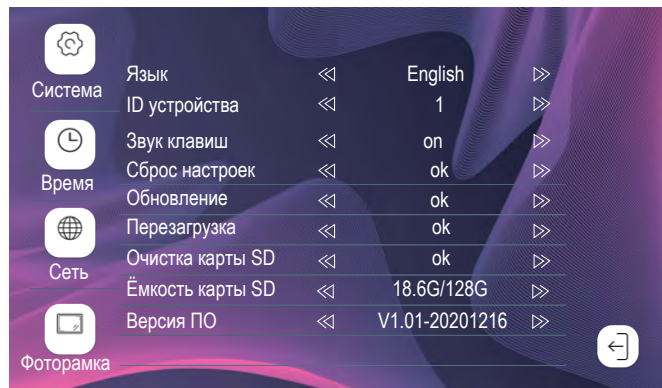 Система
Время
Сеть
Фоторамка
Язык English
ID устройства 1
Звук клавиш on
Сброс настроек ok
Обновление ok
Перезагрузка ok
Очистка карты SD ok
Ёмкость карты SD 18.6G/128G
Версия ПО V1.01-20201216